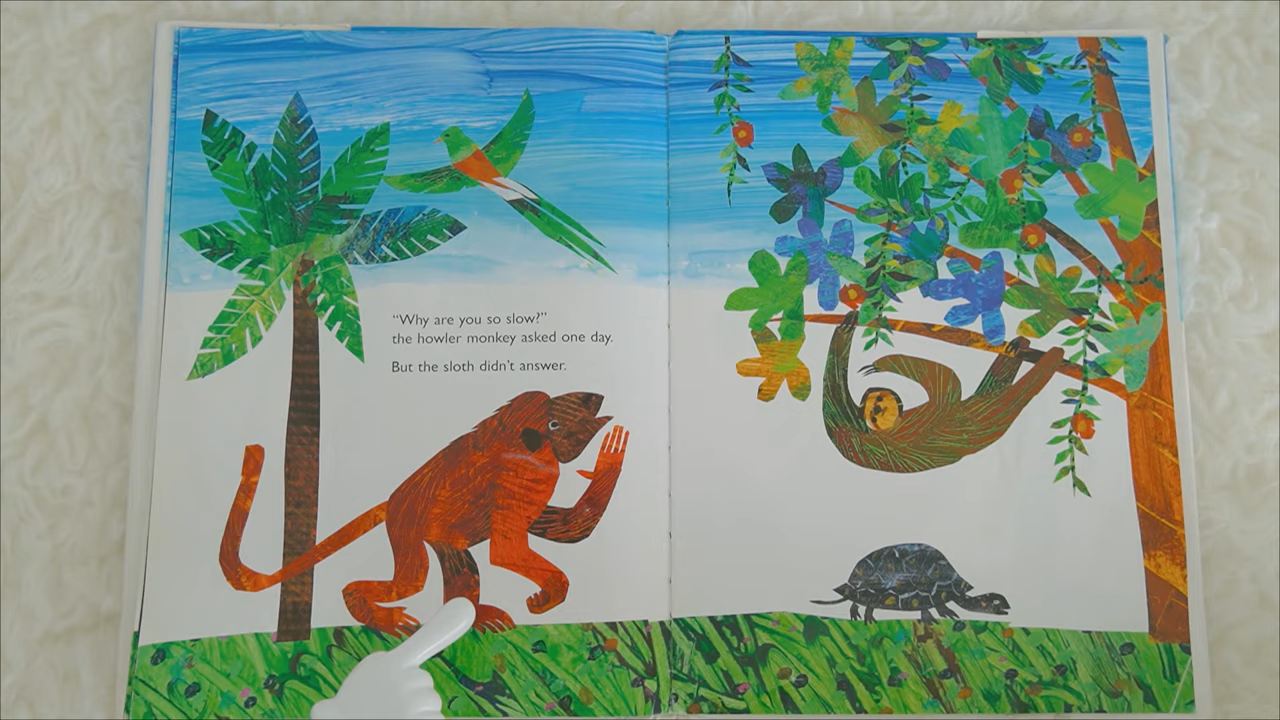 “Why are you so slow?”
the howler monkey asked one day.
But the sloth didn’t answer.